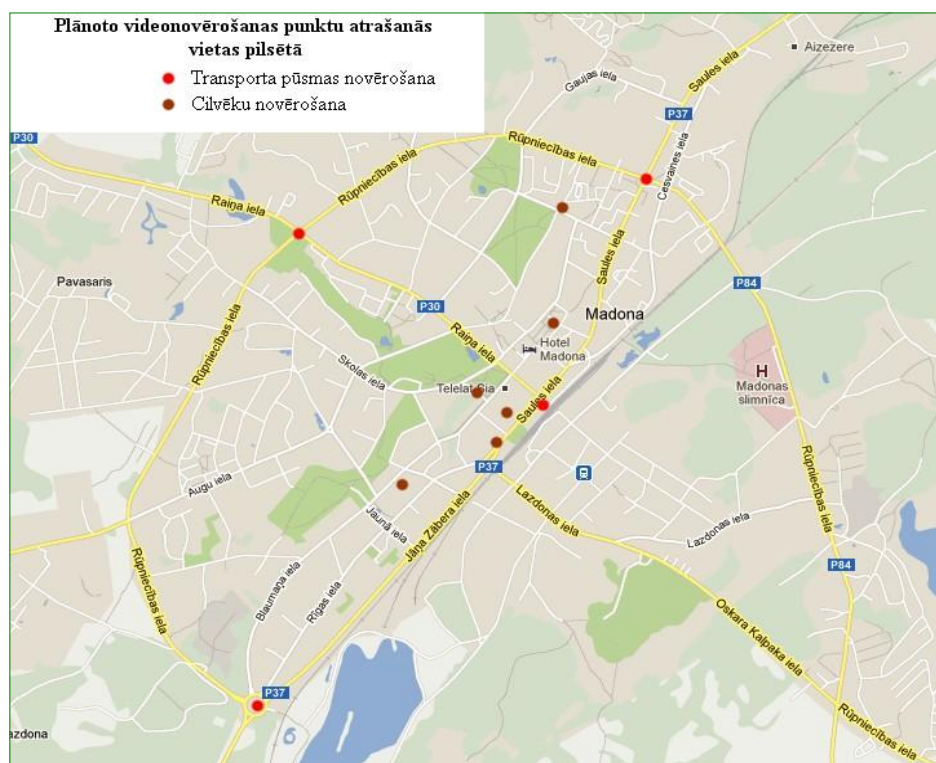 Plānoto videonovērošanas punktu atrašanās
vietas pilsētā
Transporta pūsmas novērošana
Cilvēku novērošana
Aizezere
Gaujas iela
Saules iela
P37
P30
Rūpniecības iela
Rūpniecības iela
Cesvaines iela
Raiņa iela
Saules iela
Pavasaris
P84
P30
Rūpniecības iela
Raiņa iela
Madona
Hotel
Madona
Skolas iela
H
Madonas
slimnīca
Telelat Sia
Saules iela
P37
Augu iela
Lazdonas iela
Rūpniecības iela
Jaunā iela
Jāņa Zābera iela
Lazdonas iela
P84
Rūpniecības iela
Blaumaņa iela
Rīgas iela
Oskara Kalpaka iela
P37
Rūpniecības iela
azdona